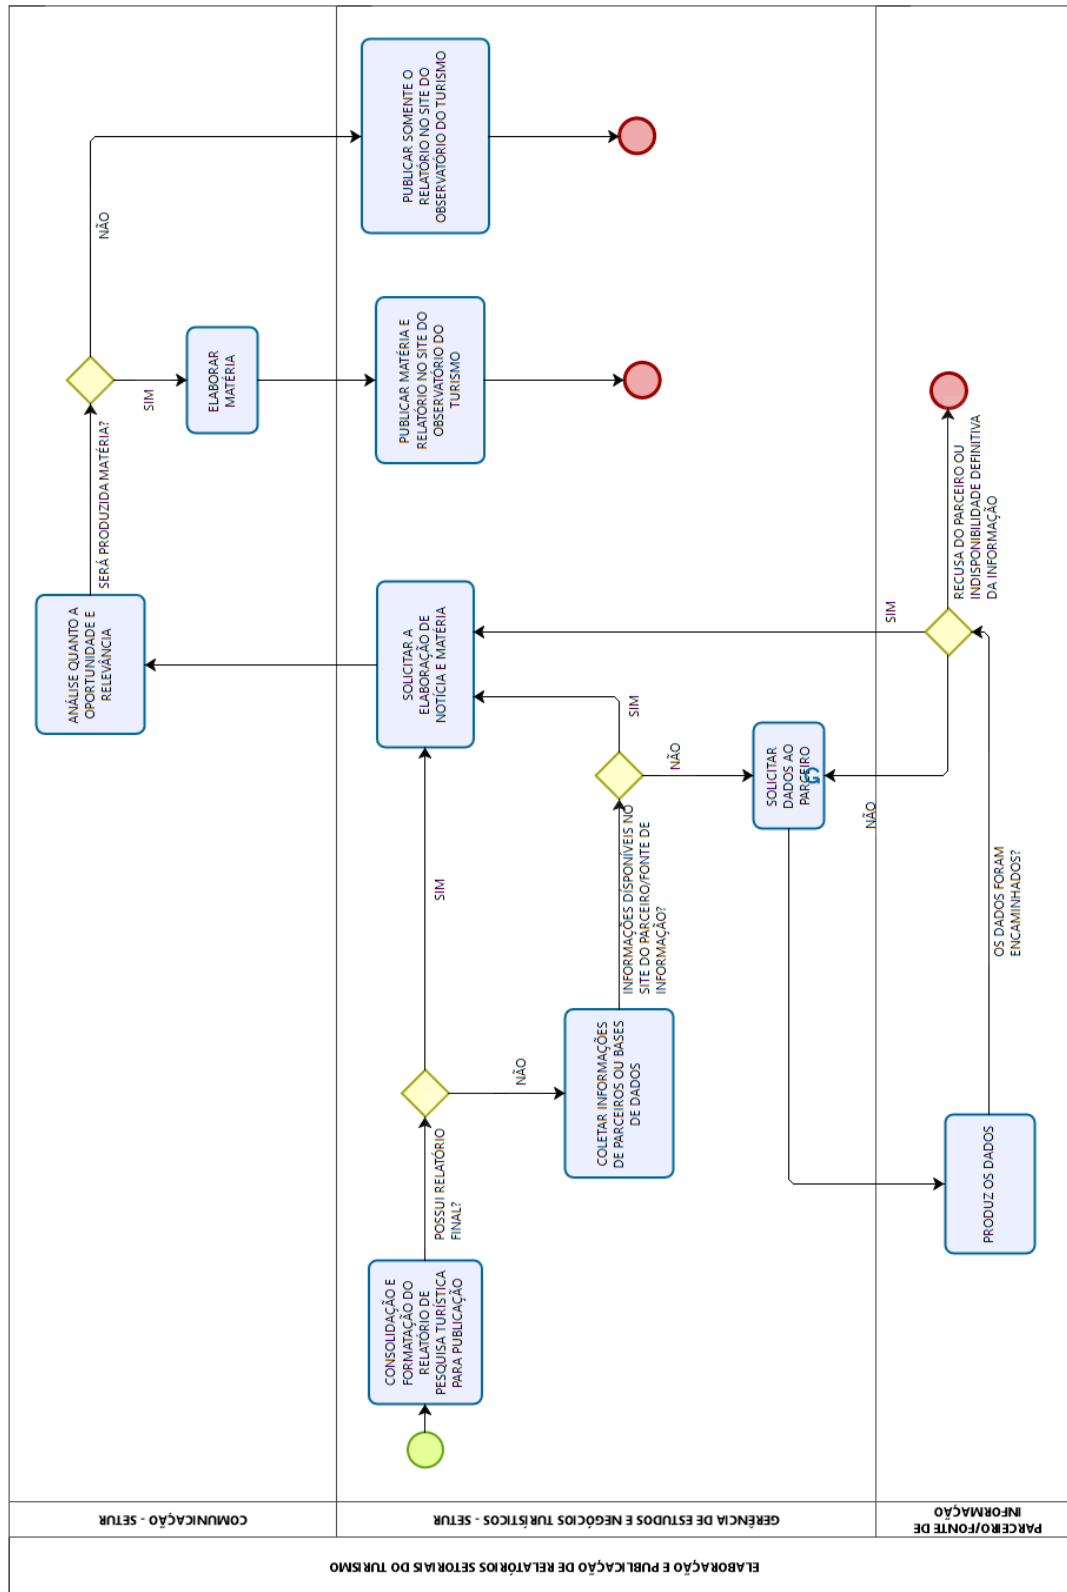 ELABORAÇÃO E PUBLICAÇÃO DE RELATÓRIOS SETORIAIS DO TURISMO
COMUNICAÇÃO - SETUR
GERÊNCIA DE ESTUDOS E NEGÓCIOS TURÍSTICOS - SETUR
PARCEIRO/FONTE DE
INFORMAÇÃO
ANÁLISE QUANTO A
OPORTUNIDADE E
RELEVÂNCIA
SERÁ PRODUZIDA MATÉRIA?
NÃO
SIM
ELABORAR
MATÉRIA
CONSOLIDAÇÃO E
FORMATAÇÃO DO
RELATÓRIO DE
PESQUISA TURÍSTICA
PARA PUBLICAÇÃO
POSSUI RELATÓRIO
FINAL?
SIM
NÃO
SOLICITAR A
ELABORAÇÃO DE
NOTÍCIA E MATÉRIA
PUBLICAR MATÉRIA E
RELATÓRIO NO SITE DO
OBSERVATÓRIO DO
TURISMO
PUBLICAR SOMENTE O
RELATÓRIO NO SITE DO
OBSERVATÓRIO DO TURISMO
COLETAR INFORMAÇÕES
DE PARCEIROS OU BASES
DE DADOS
INFORMAÇÕES DISPONÍVEIS NO
SITE DO PARCEIRO/FONTE DE
INFORMAÇÃO?
SIM
NÃO
SOLICITAR
DADOS AO
PARCEIRO
PRODUZ OS DADOS
OS DADOS FORAM
ENCAMINHADOS?
NÃO
SIM
RECUSA DO PARCEIRO OU
INDISPONIBILIDADE DEFINITIVA
DA INFORMAÇÃO